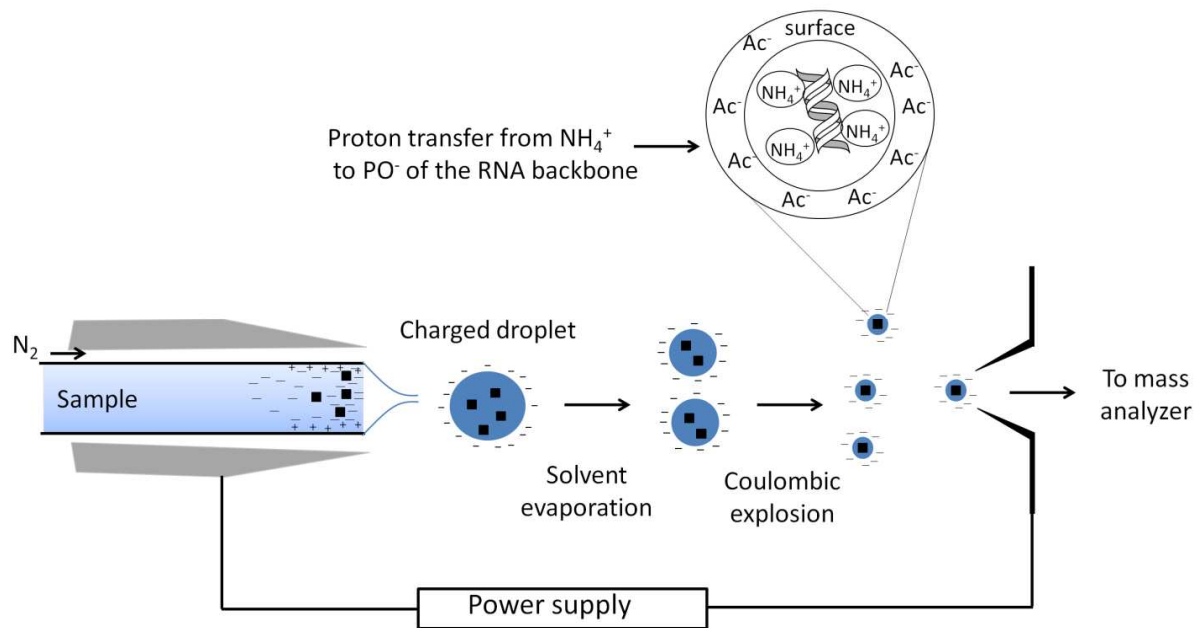 surface
Ac⁻
Ac⁻
Ac⁻
Ac⁻
Ac⁻
Ac⁻
Ac⁻
Ac⁻
Ac⁻
NH₄⁺
NH₄⁺
NH₄⁺
NH₄⁺
Proton transfer from NH₄⁺
to PO⁻ of the RNA backbone
N₂
Sample
Charged droplet
Solvent
evaporation
Coulombic
explosion
To mass
analyzer
Power supply